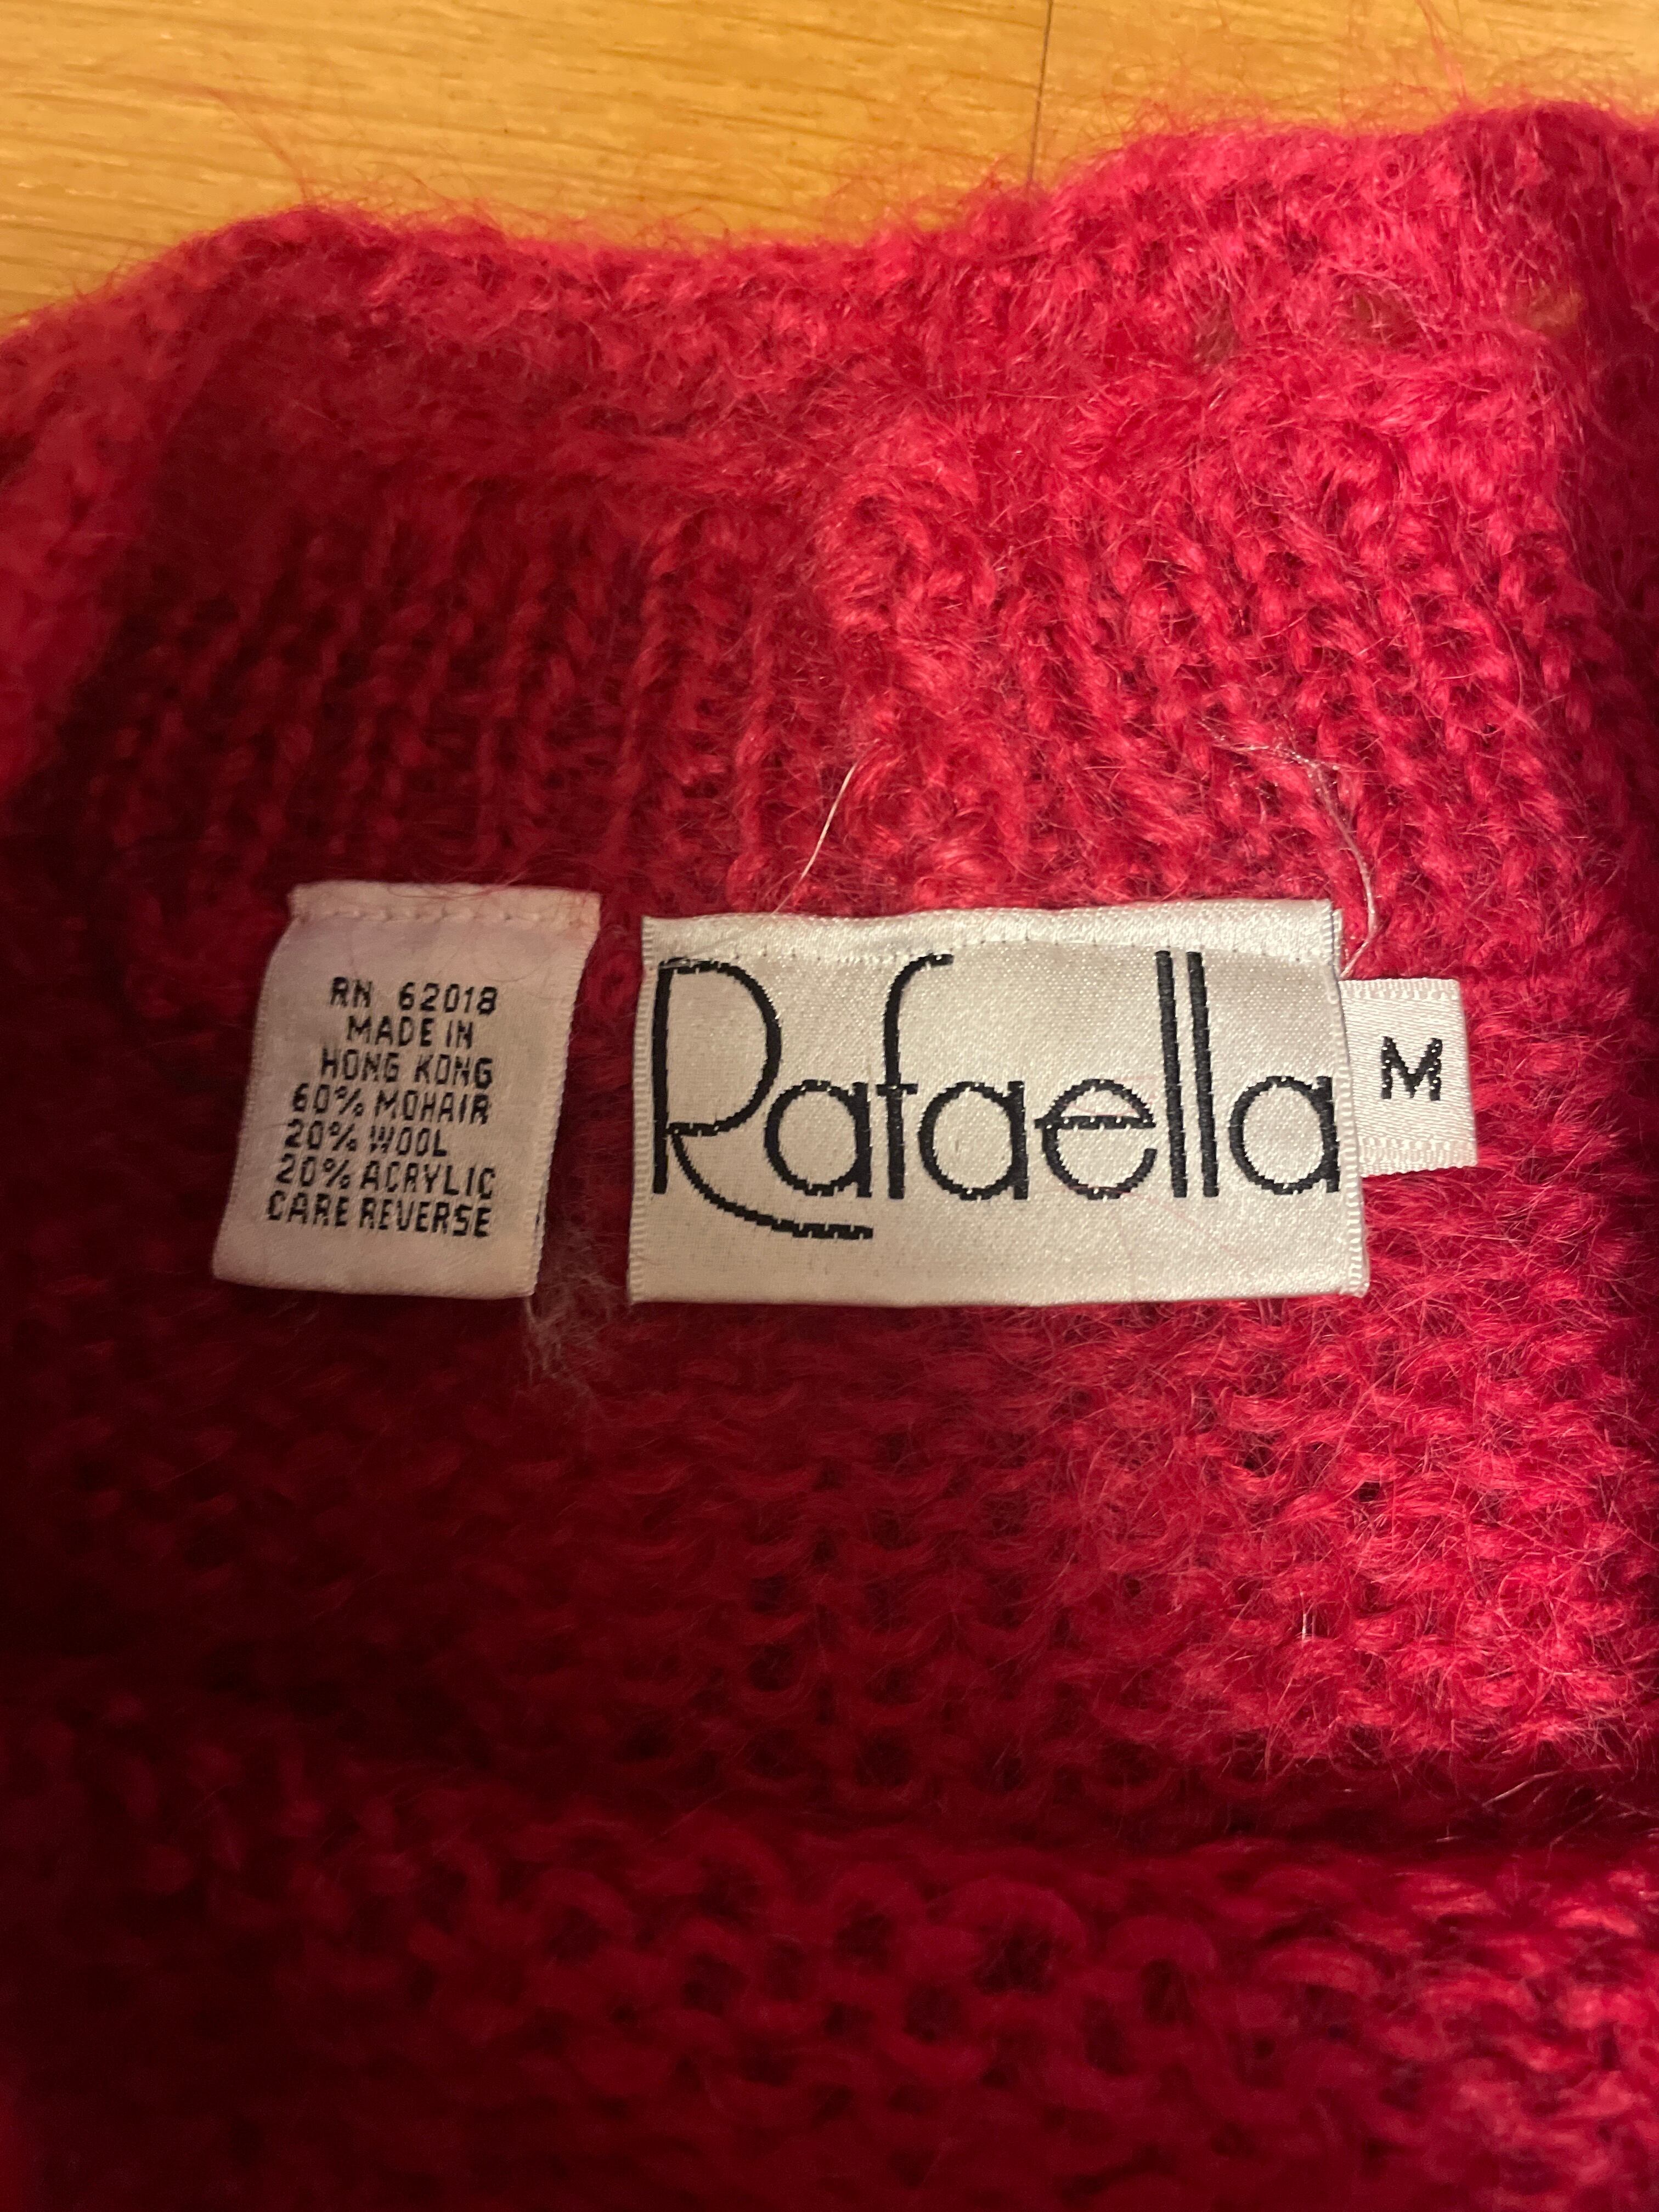 RN 62018
MADE IN
HONG KONG
60% MOHAIR
20% WOOL
20% ACRYLIC
CARE REVERSE
Rafaella
M